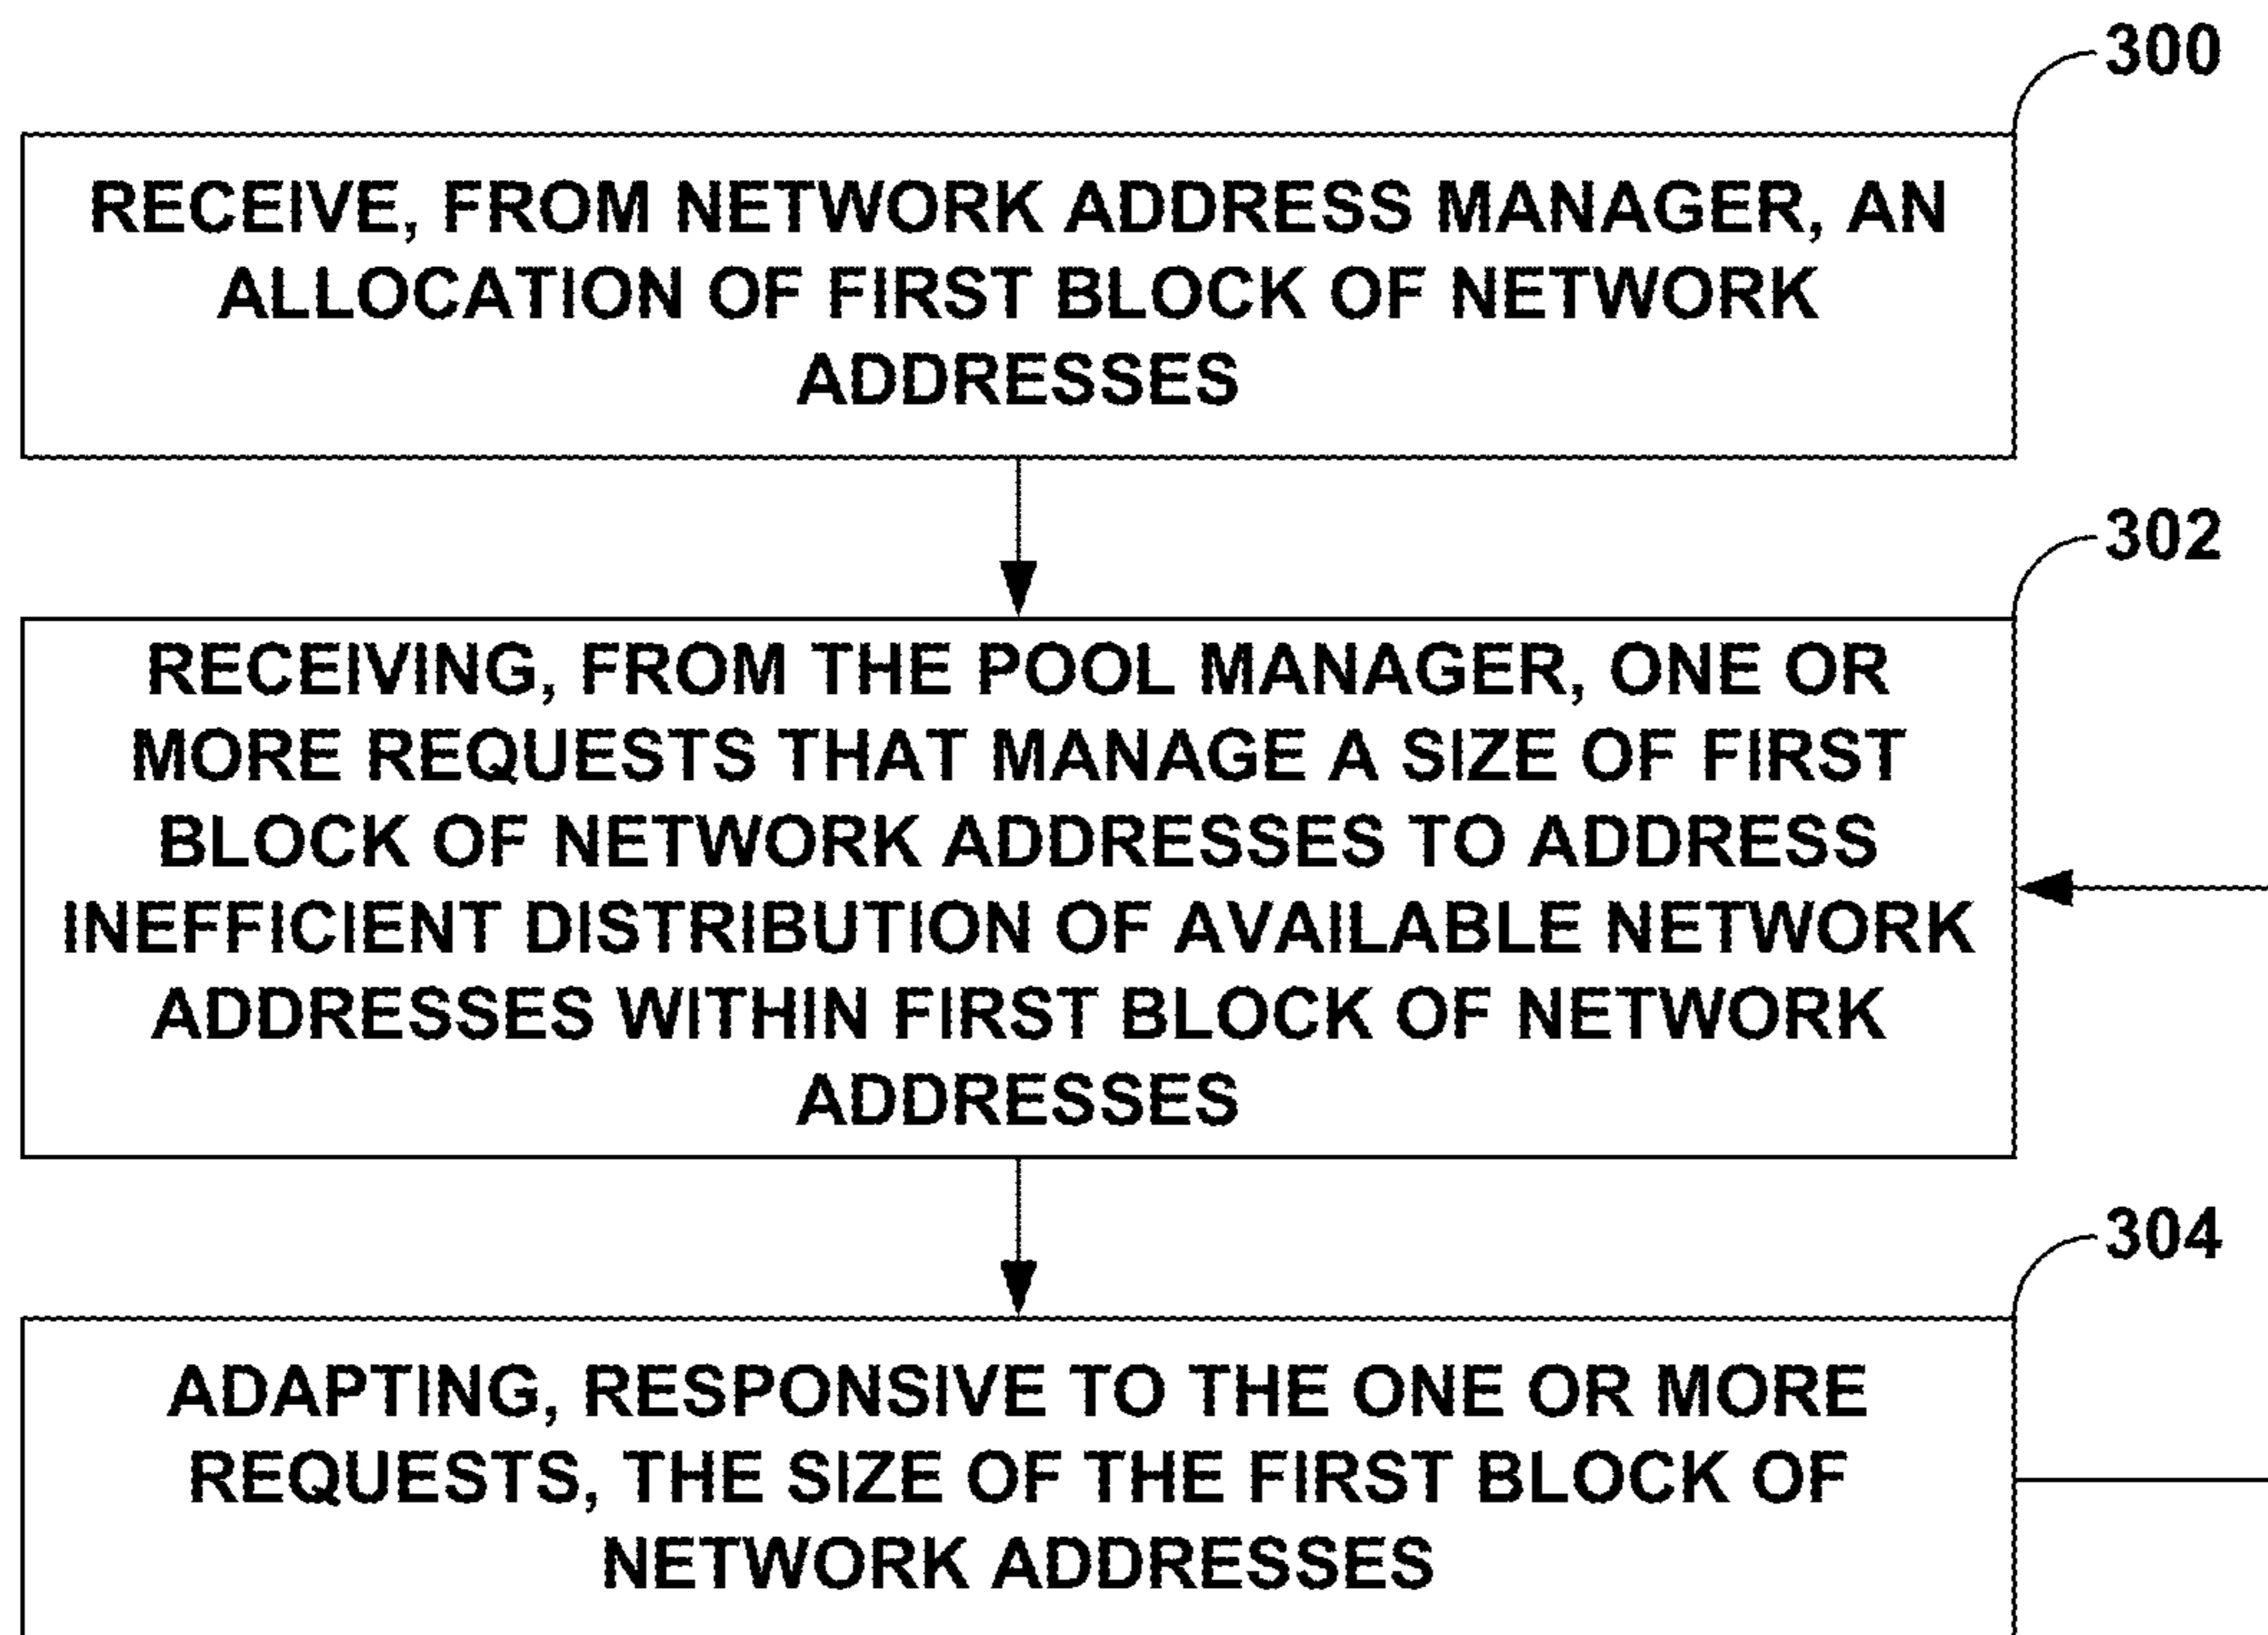 300
RECEIVE, FROM NETWORK ADDRESS MANAGER, AN
ALLOCATION OF FIRST BLOCK OF NETWORK
ADDRESSES
302
RECEIVING, FROM THE POOL MANAGER, ONE OR
MORE REQUESTS THAT MANAGE A SIZE OF FIRST
BLOCK OF NETWORK ADDRESSES TO ADDRESS
INEFFICIENT DISTRIBUTION OF AVAILABLE NETWORK
ADDRESSES WITHIN FIRST BLOCK OF NETWORK
ADDRESSES
304
ADAPTING, RESPONSIVE TO THE ONE OR MORE
REQUESTS, THE SIZE OF THE FIRST BLOCK OF
NETWORK ADDRESSES